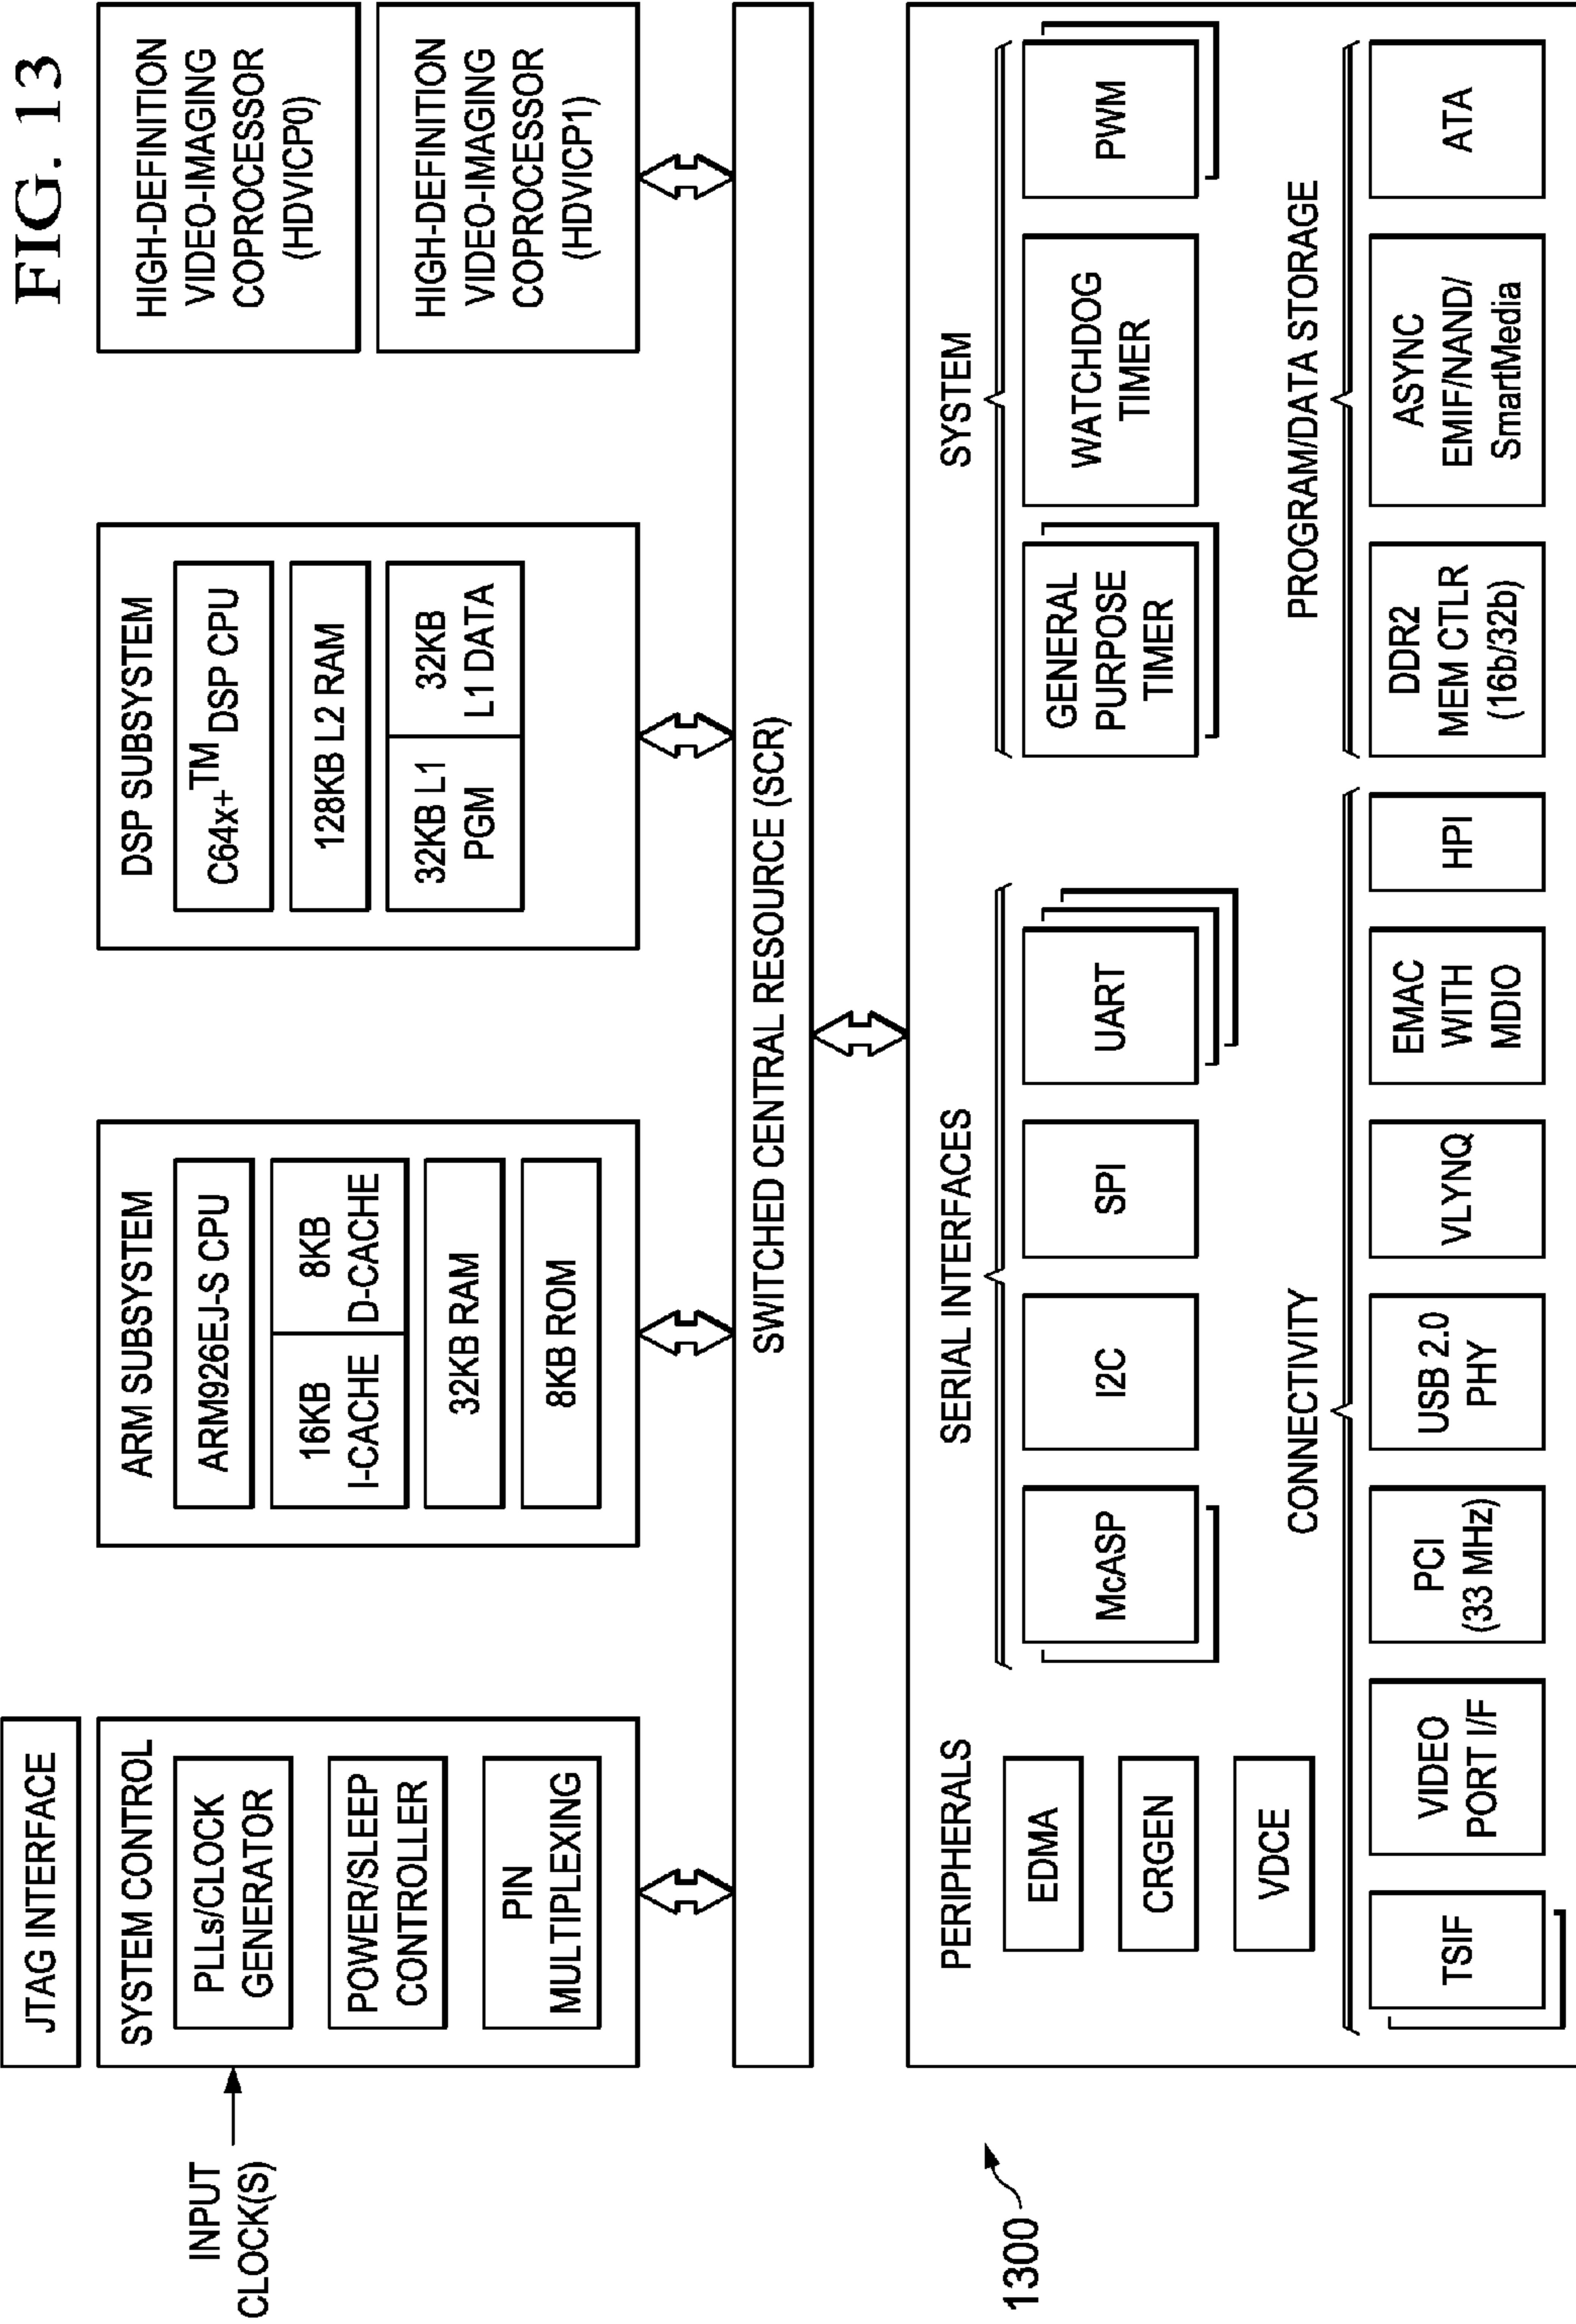 FIG. 13
JTAG INTERFACE
INPUT
CLOCK(S)
SYSTEM CONTROL
PLLs/CLOCK
GENERATOR
POWER/SLEEP
CONTROLLER
PIN
MULTIPLEXING
ARM SUBSYSTEM
ARM926EJ-S CPU
16KB
I-CACHE
8KB
D-CACHE
32KB RAM
8KB ROM
DSP SUBSYSTEM
C64x+TM DSP CPU
128KB L2 RAM
32KB L1
PGM
32KB
L1 DATA
HIGH-DEFINITION
VIDEO-IMAGING
COPROCESSOR
(HDVICP0)
HIGH-DEFINITION
VIDEO-IMAGING
COPROCESSOR
(HDVICP1)
SWITCHED CENTRAL RESOURCE (SCR)
1300
PERIPHERALS
EDMA
CRGEN
VDCE
SERIAL INTERFACES
McASP
I2C
SPI
UART
SYSTEM
GENERAL
PURPOSE
TIMER
WATCHDOG
TIMER
PWM
CONNECTIVITY
TSIF
VIDEO
PORT I/F
PCI
(33 MHz)
USB 2.0
PHY
VLYNQ
EMAC
WITH
MDIO
HPI
PROGRAM/DATA STORAGE
DDR2
MEM CTLR
(16b/32b)
ASYNC
EMIF/NAND/
SmartMedia
ATA